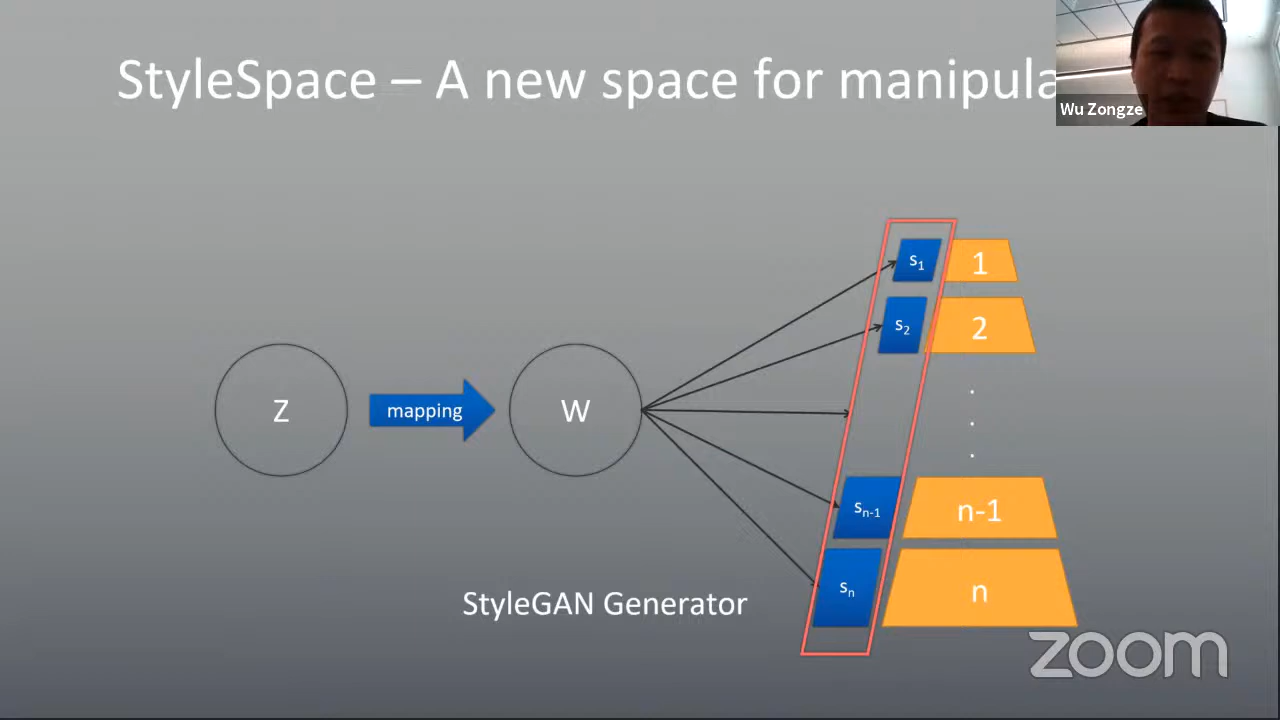 StyleSpace – A new space for manipula
Wu Zongze
s1
1
s2
2
Z
mapping
W
.
.
.
sn-1
n-1
sn
n
StyleGAN Generator
zoom